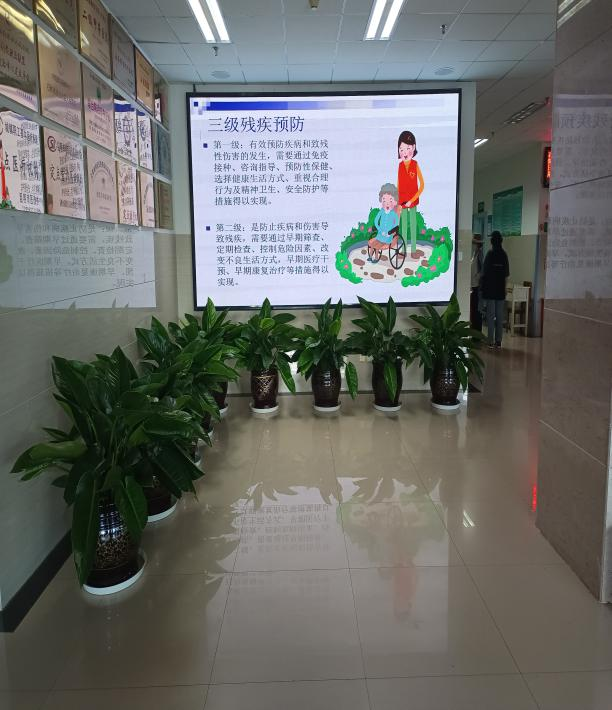 三级残疾预防
第一级：有效预防疾病和致残
性伤害的发生，需要通过免疫
接种、咨询指导、预防性保健、
选择健康生活方式、重视合理
行为及精神卫生、安全防护等
措施得以实现。
第二级：是防止疾病和伤害导
致残疾，需要通过早期筛查、
定期检查、控制危险因素、改
变不良生活方式，早期医疗干
预、早期康复治疗等措施得以
实现。